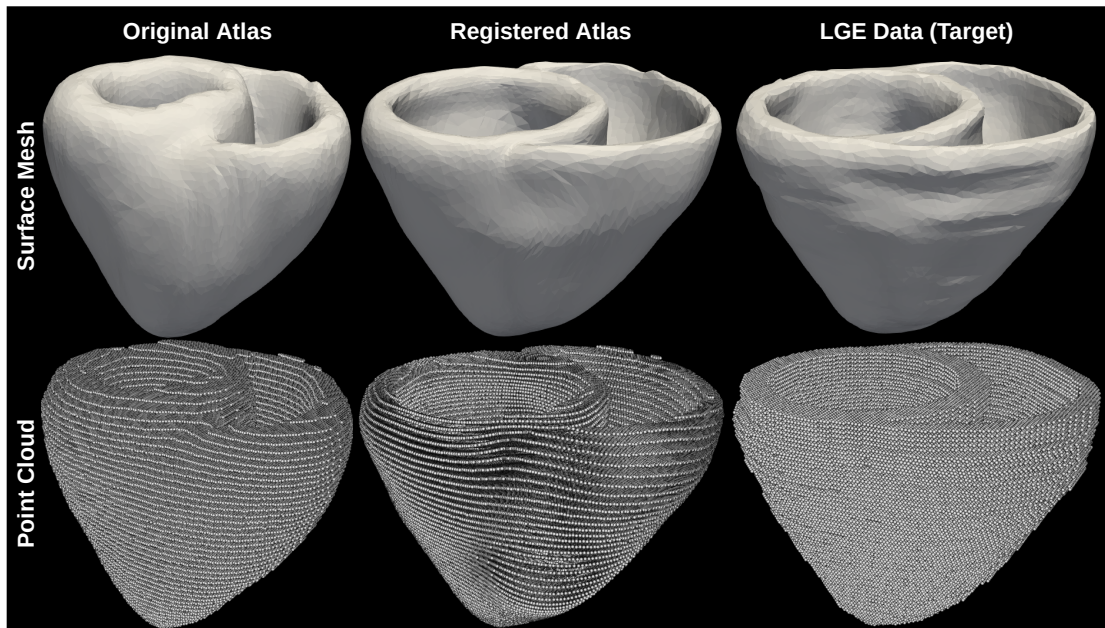 Original Atlas
Registered Atlas
LGE Data (Target)
Surface Mesh
Point Cloud